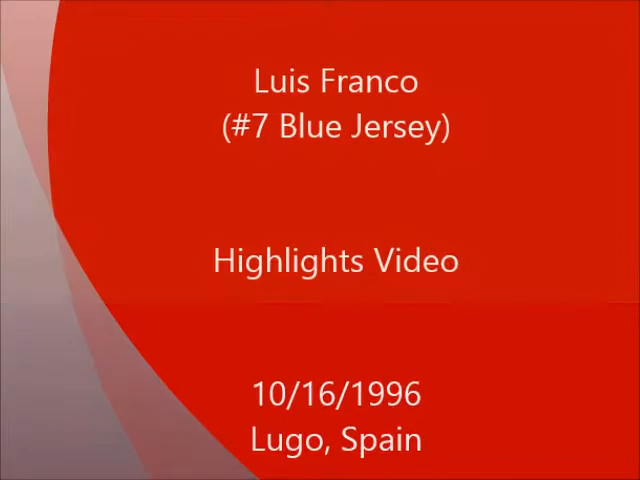 Luis Franco
(#7 Blue Jersey)
Highlights Video
10/16/1996
Lugo, Spain